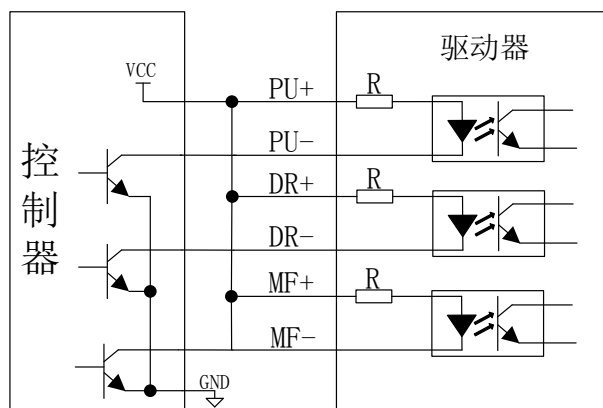 驱动器
VCC
PU+
R
PU-
控制器
DR+
R
DR-
MF+
R
MF-
GND